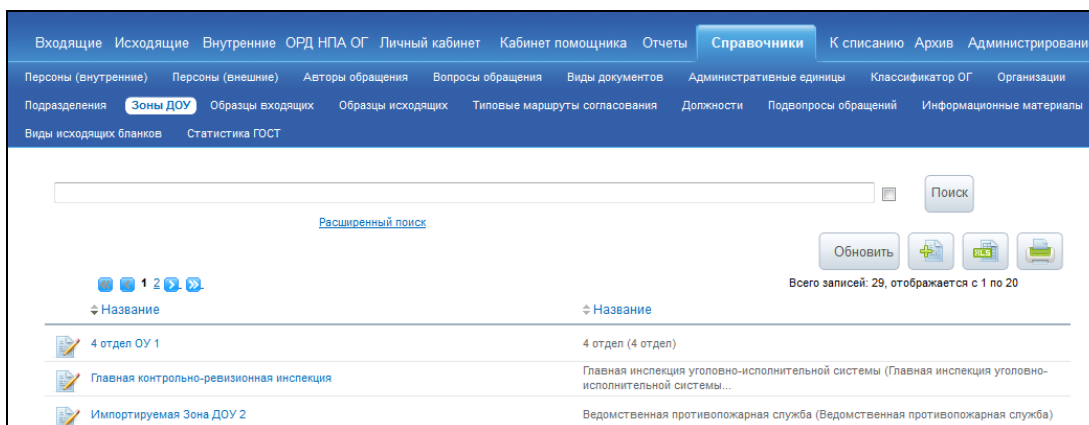 Входящие Исходящие Внутренние ОРД НПА ОГ Личный кабинет Кабинет помощника Отчеты Справочники К списанию Архив Администрировани
Персоны (внутренние) Персоны (внешние) Авторы обращения Вопросы обращения Виды документов Административные единицы Классификатор ОГ Организации
Подразделения Зоны ДОУ Образцы входящих Образцы исходящих Типовые маршруты согласования Должности Подвопросы обращений Информационные материалы
Виды исходящих бланков Статистика ГОСТ
Поиск
Расширенный поиск
Обновить XLS
1 2 Всего записей: 29, отображается с 1 по 20
Название Название
4 отдел ОУ 1 4 отдел (4 отдел)
Главная контрольно-ревизионная инспекция Главная инспекция уголовно-исполнительной системы (Главная инспекция уголовно-
исполнительной системы...
Импортируемая Зона ДОУ 2 Ведомственная противопожарная служба (Ведомственная противопожарная служба)